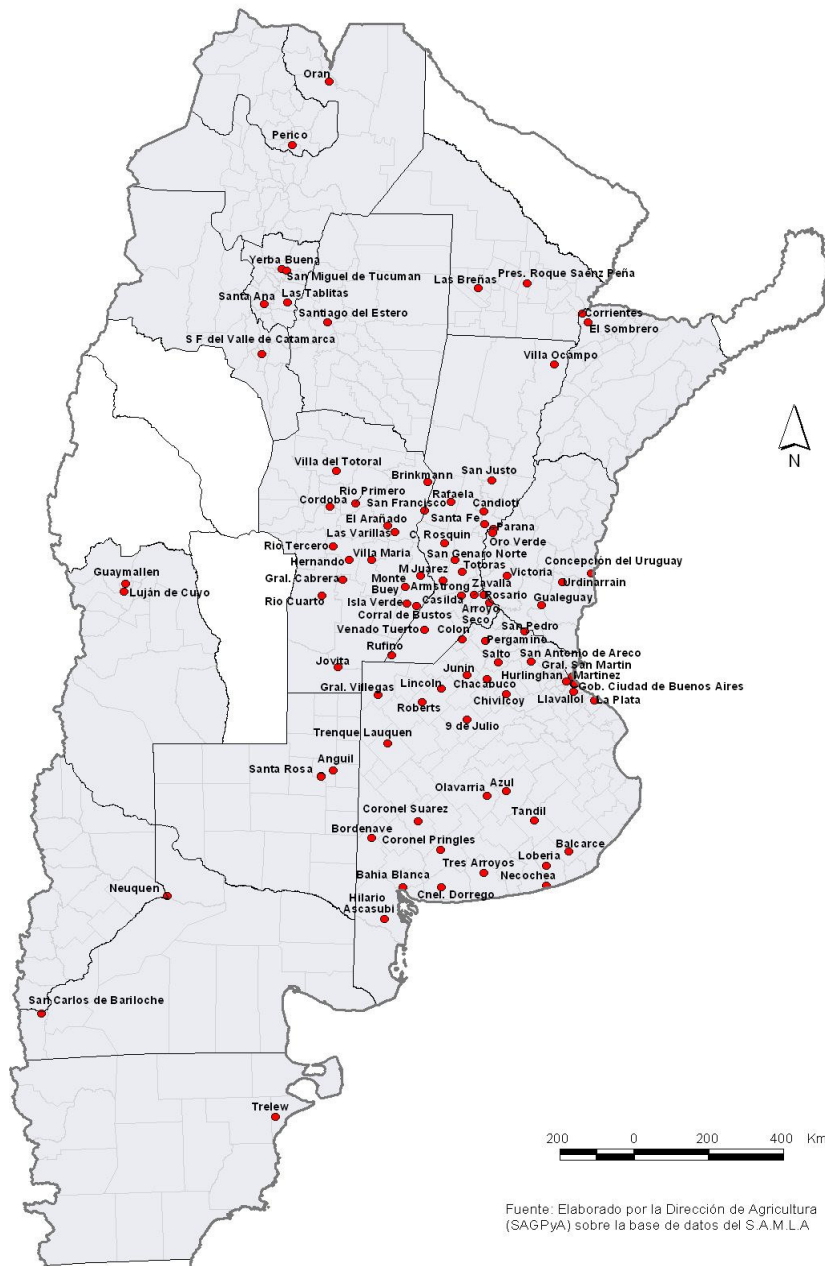 Oran
Perico
Yerba Buena
San Miguel de Tucuman
Santa Ana
Las Tablitas
Santiago del Estero
S F del Valle de Catamarca
Las Breñas
Pres. Roque Saenz Peña
Corrientes
El Sombrero
Villa Ocampo
N
Villa del Totoral
Brinkmann
San Justo
Rio Primero
Rafaela
Cordoba
San Francisco
Candioti
El Arañado
Santa Fe
Parana
Las Varillas
C. Rosquin
Oro Verde
Rio Tercero
San Genaro Norte
Concepción del Uruguay
Hernando
Villa Maria
Totoras
Guaymallen
M Juarez
Victoria
Urdinarrain
Gral. Cabrera
Monte
Buey
Armstrong
Zavalla
Luján de Cuyo
Rio Cuarto
Isla Verde
Casilda
Rosario
Gualeguay
Corral de Bustos
Arroyo
Seco
Venado Tuerto
Colon
San Pedro
Pergamine
Rufino
Salto
San Antonio de Areco
Jovita
Junin
Gral. San Martin
Hurlinghan
Martinez
Gral. Villegas
Lincoln
Chacabuco
Gob. Ciudad de Buenos Aires
Roberts
Chivilcoy
Llavallol
La Plata
9 de Julio
Trenque Lauquen
Anguil
Santa Rosa
Olavarria
Azul
Coronel Suarez
Tandil
Bordenave
Coronel Pringles
Balcarce
Tres Arroyos
Loberia
Bahia Blanca
Necochea
Neuquen
Cnel. Dorrego
Hilario
Ascasubi
San Carlos de Bariloche
Trelew
200 0 200 400 Km
Fuente: Elaborado por la Dirección de Agricultura
(SAGPyA) sobre la base de datos del S.A.M.L.A